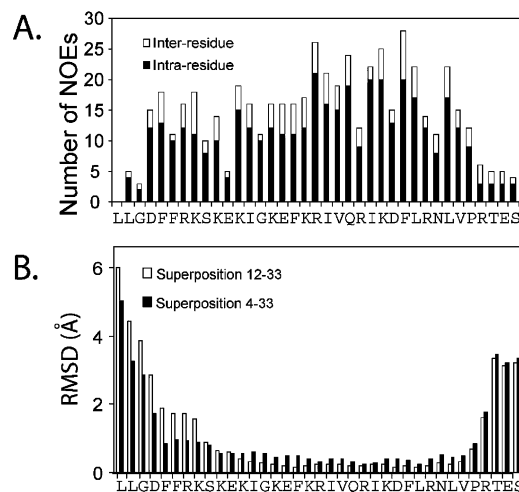 A.
Number of NOEs
30
25
20
15
10
5
0
Inter-residue
Intra-residue
LLGDFFRKSKEKIGKEFKRIVQRIKDFLRNLVPRTES
B.
RMSD (Å)
6
4
2
0
Superposition 12-33
Superposition 4-33
LLGDFFRKSKEKIGKEFKRIVQRIKDFLRNLVPRTES